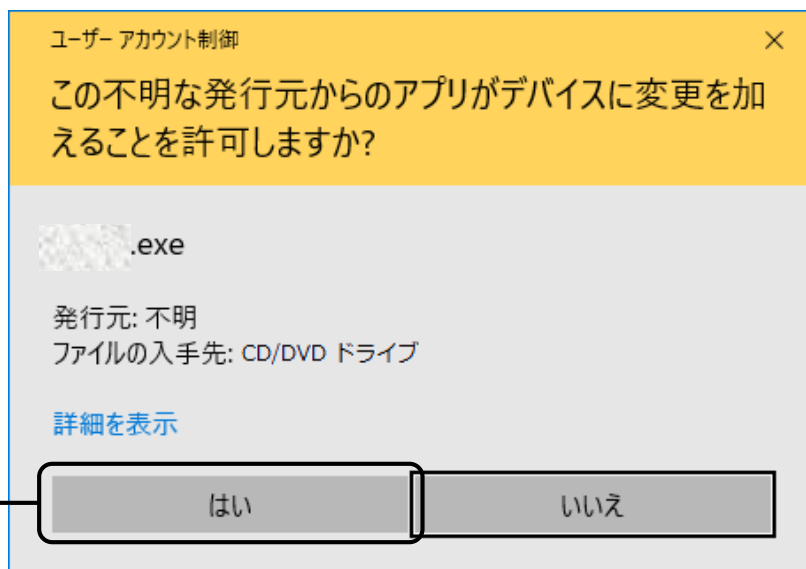 ユーザー アカウント制御
この不明な発行元からのアプリがデバイスに変更を加
えることを許可しますか?
.exe
発行元: 不明
ファイルの入手先: CD/DVD ドライブ
詳細を表示
はい
いいえ